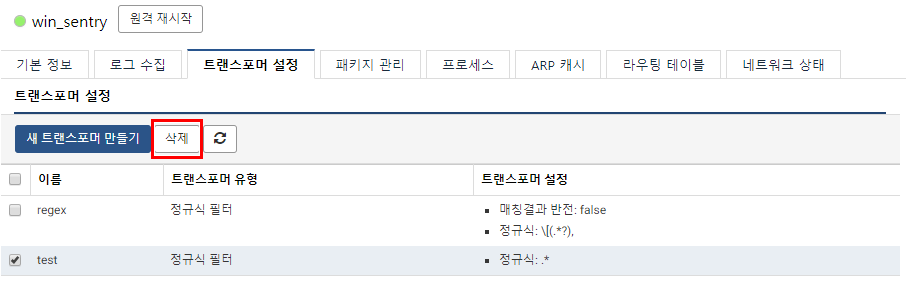 win_sentry 원격 재시작
기본 정보 로그 수집 트랜스포머 설정 패키지 관리 프로세스 ARP 캐시 라우팅 테이블 네트워크 상태
트랜스포머 설정
새 트랜스포머 만들기 삭제
이름 트랜스포머 유형 트랜스포머 설정
regex 정규식 필터 ▪ 매칭결과 반전: false
▪ 정규식: \[(.*?),
test 정규식 필터 ▪ 정규식: .*